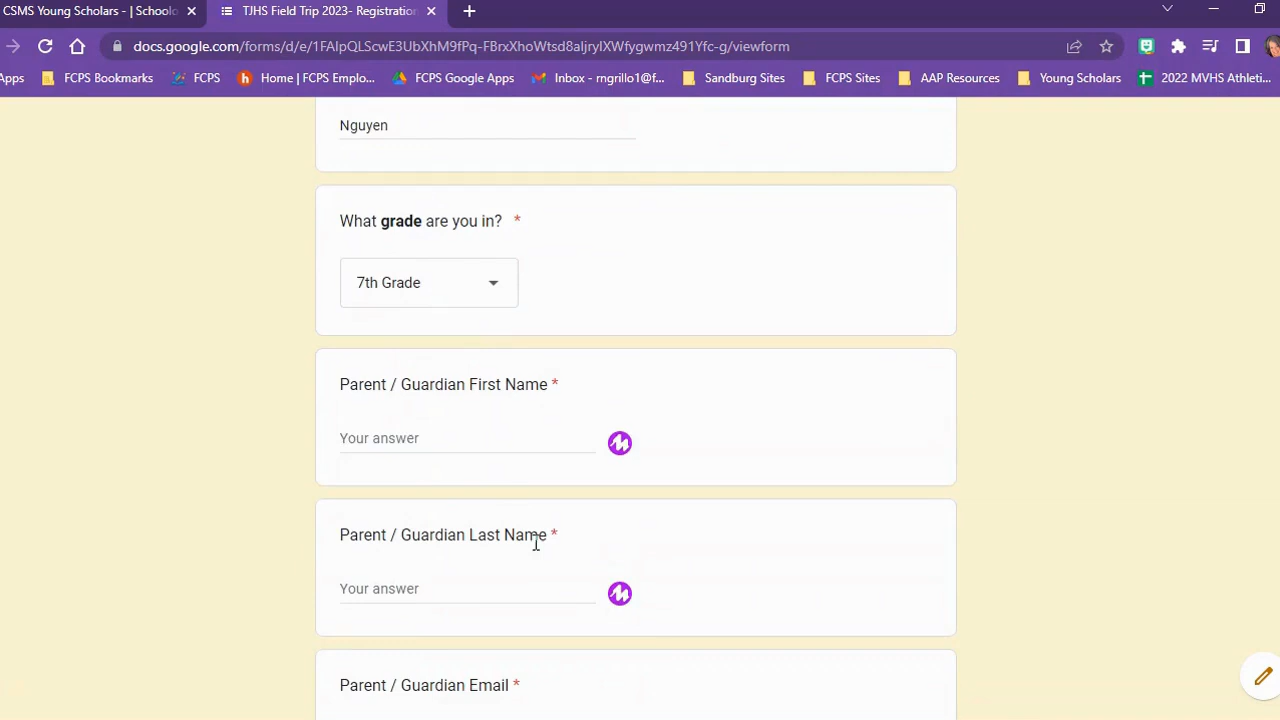 CSMS Young Scholars - | Schoolo
TJHS Field Trip 2023- Registration
docs.google.com/forms/d/e/1FAIpQLScwE3UbXhM9fPq-FBrxXhoWtsd8aljryIXWfygwmz491Yfc-g/viewform
Apps FCPS Bookmarks FCPS Home | FCPS Emplo... FCPS Google Apps Inbox - rngrillo1@f... Sandburg Sites FCPS Sites AAP Resources Young Scholars 2022 MVHS Athleti...
Nguyen
What grade are you in? *
7th Grade
Parent / Guardian First Name *
Your answer
Parent / Guardian Last Name *
Your answer
Parent / Guardian Email *